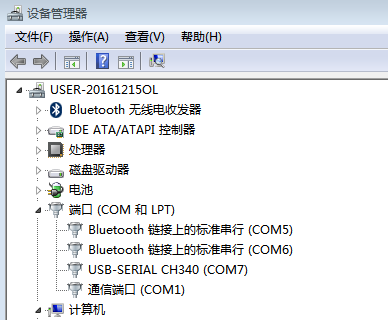 设备管理器
文件(F) 操作(A) 查看(V) 帮助(H)
USER-20161215OL
Bluetooth 无线电收发器
IDE ATA/ATAPI 控制器
处理器
磁盘驱动器
电池
端口 (COM 和 LPT)
Bluetooth 链接上的标准串行 (COM5)
Bluetooth 链接上的标准串行 (COM6)
USB-SERIAL CH340 (COM7)
通信端口 (COM1)
计算机